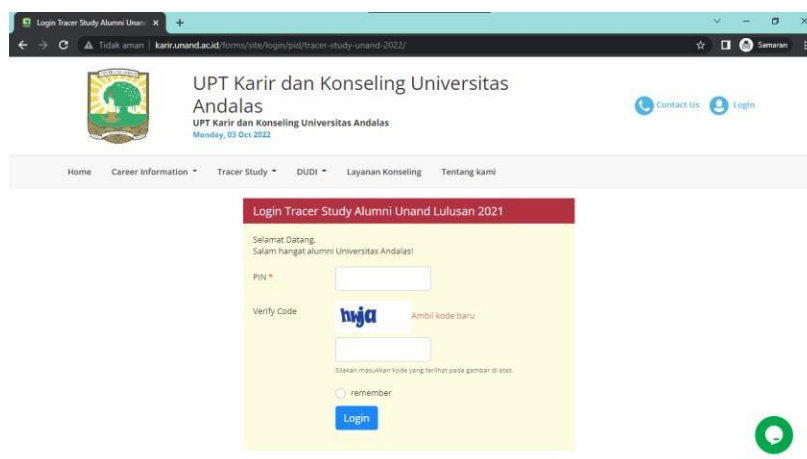 Login Tracer Study Alumni Unan
Tidak aman | karir.unand.ac.id/forms/site/login/pid/tracer-study-unand-2022/
Samaran
UPT Karir dan Konseling Universitas
Andalas
UPT Karir dan Konseling Universitas Andalas
Monday, 03 Oct 2022
Contact Us
Login
Home Career Information Tracer Study DUDI Layanan Konseling Tentang kami
Login Tracer Study Alumni Unand Lulusan 2021
Selamat Datang,
Salam hangat alumni Universitas Andalas!
PIN *
Verify Code
hwja
Ambil kode baru
Silakan masukkan kode yang terlihat pada gambar di atas.
remember
Login